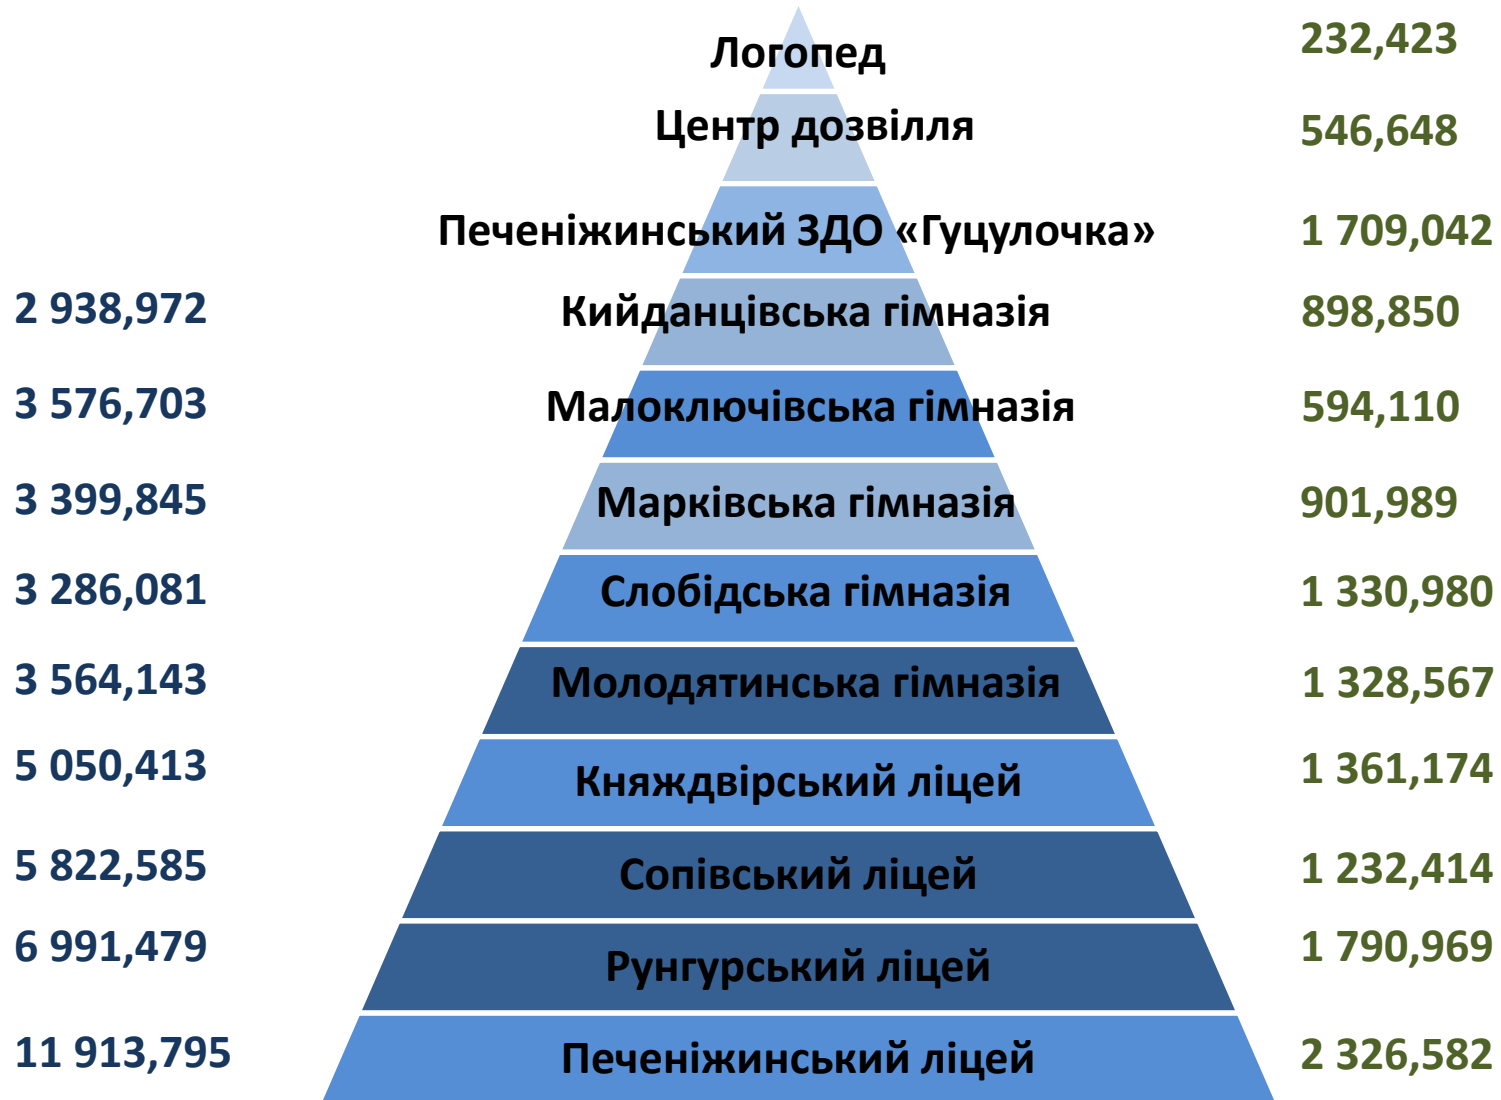 Логопед 232,423
Центр дозвілля 546,648
Печеніжинський ЗДО «Гуцулочка» 1 709,042
2 938,972 Кийданцівська гімназія 898,850
3 576,703 Малоключівська гімназія 594,110
3 399,845 Марківська гімназія 901,989
3 286,081 Слобідська гімназія 1 330,980
3 564,143 Молодятинська гімназія 1 328,567
5 050,413 Княждвірський ліцей 1 361,174
5 822,585 Сопівський ліцей 1 232,414
6 991,479 Рунгурський ліцей 1 790,969
11 913,795 Печеніжинський ліцей 2 326,582